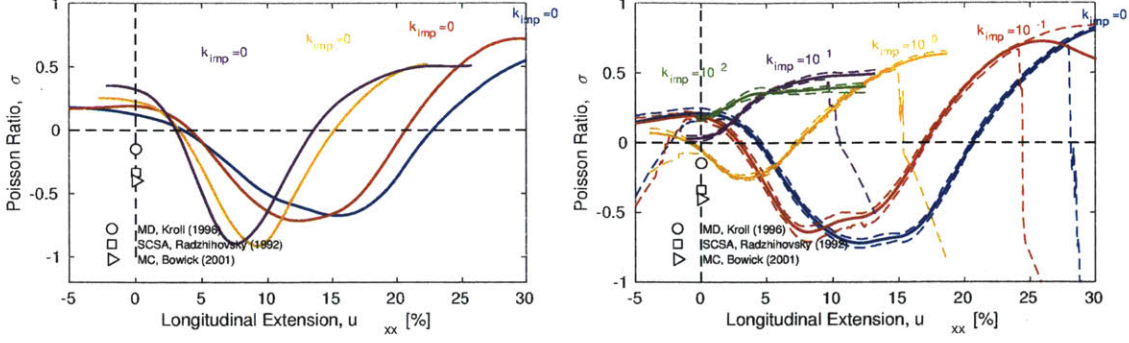 k imp =0
k imp =0
k imp =0
k imp =0
Poisson Ratio, σ
0.5
0
-0.5
-1
MD, Kroll (1996)
SCSA, Radzhihovsky (1992)
MC, Bowick (2001)
-5 0 5 10 15 20 25 30
Longitudinal Extension, u xx [%]
k imp =10 -2
k imp =10 1
k imp =10 0
k imp =10 -1
k imp =0
Poisson Ratio, σ
1
0.5
0
-0.5
-1
MD, Kroll (1996)
SCSA, Radzhihovsky (1992)
MC, Bowick (2001)
-5 0 5 10 15 20 25 30
Longitudinal Extension, u xx [%]